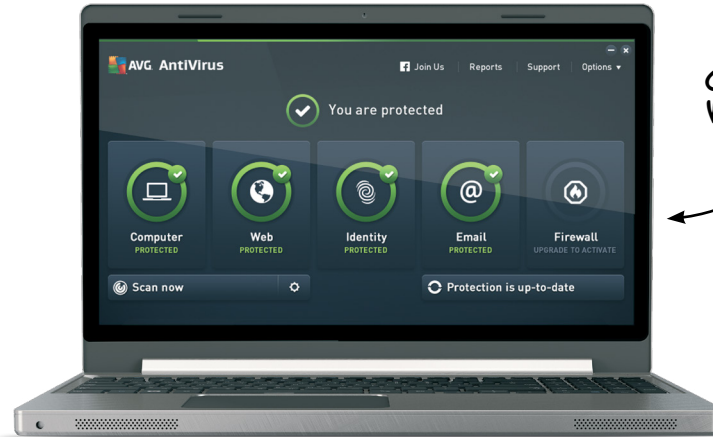 AVG AntiVirus
Join Us Reports Support Options
You are protected
Computer
PROTECTED
Web
PROTECTED
Identity
PROTECTED
Email
PROTECTED
Firewall
UPGRADE TO ACTIVATE
Scan now
Protection is up-to-date